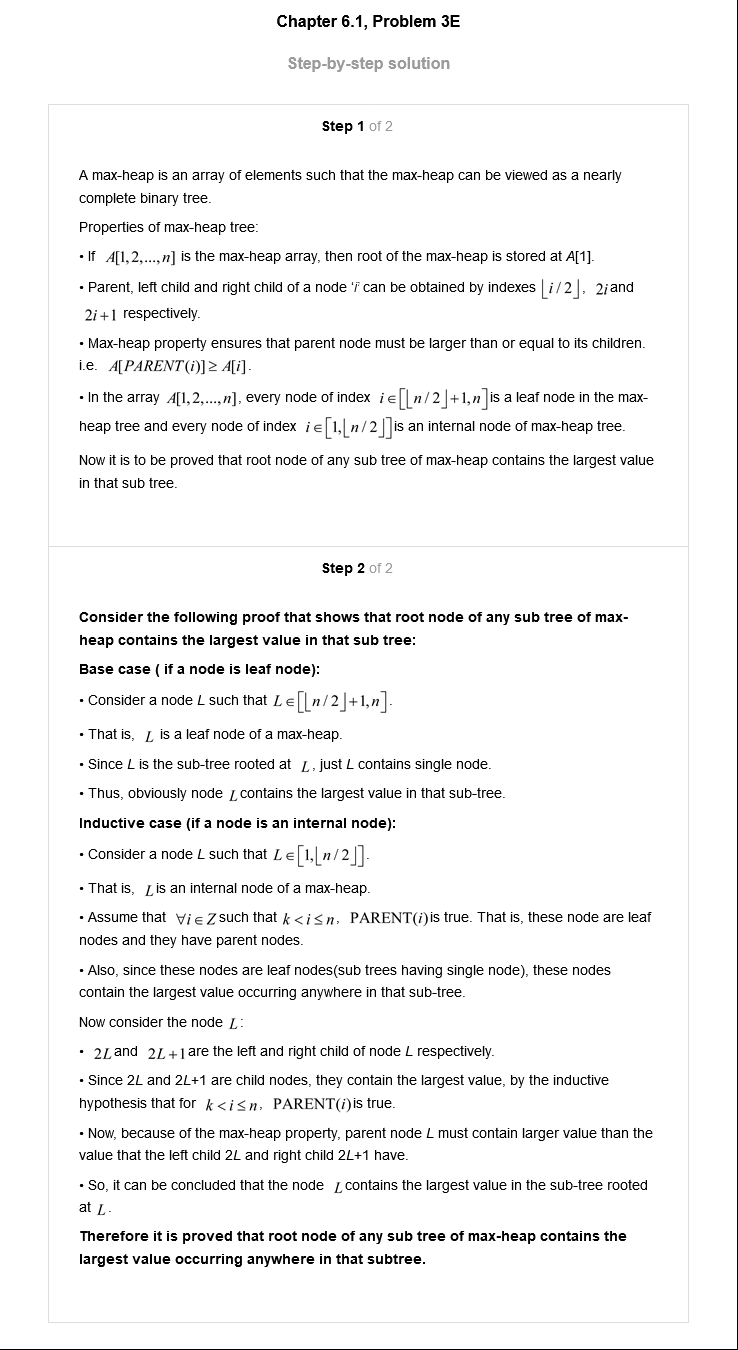 Chapter 6.1, Problem 3E
Step-by-step solution
Step 1 of 2
A max-heap is an array of elements such that the max-heap can be viewed as a nearly
complete binary tree.
Properties of max-heap tree:
• If A[1,2,...,n] is the max-heap array, then root of the max-heap is stored at A[1].
• Parent, left child and right child of a node 'i' can be obtained by indexes ⌊i/2⌋, 2i and
2i+1 respectively.
• Max-heap property ensures that parent node must be larger than or equal to its children.
i.e. A[PARENT(i)] ≥ A[i].
• In the array A[1,2,...,n], every node of index i∈[⌊n/2⌋+1,n] is a leaf node in the max-
heap tree and every node of index i∈[1,⌊n/2⌋] is an internal node of max-heap tree.
Now it is to be proved that root node of any sub tree of max-heap contains the largest value
in that sub tree.
Step 2 of 2
Consider the following proof that shows that root node of any sub tree of max-
heap contains the largest value in that sub tree:
Base case ( if a node is leaf node):
• Consider a node L such that L∈[⌊n/2⌋+1,n].
• That is, L is a leaf node of a max-heap.
• Since L is the sub-tree rooted at L, just L contains single node.
• Thus, obviously node L contains the largest value in that sub-tree.
Inductive case (if a node is an internal node):
• Consider a node L such that L∈[1,⌊n/2⌋].
• That is, L is an internal node of a max-heap.
• Assume that ∀i∈Z such that k<i≤n, PARENT(i) is true. That is, these node are leaf
nodes and they have parent nodes.
• Also, since these nodes are leaf nodes(sub trees having single node), these nodes
contain the largest value occurring anywhere in that sub-tree.
Now consider the node L:
• 2L and 2L+1 are the left and right child of node L respectively.
• Since 2L and 2L+1 are child nodes, they contain the largest value, by the inductive
hypothesis that for k<i≤n, PARENT(i) is true.
• Now, because of the max-heap property, parent node L must contain larger value than the
value that the left child 2L and right child 2L+1 have.
• So, it can be concluded that the node L contains the largest value in the sub-tree rooted
at L.
Therefore it is proved that root node of any sub tree of max-heap contains the
largest value occurring anywhere in that subtree.